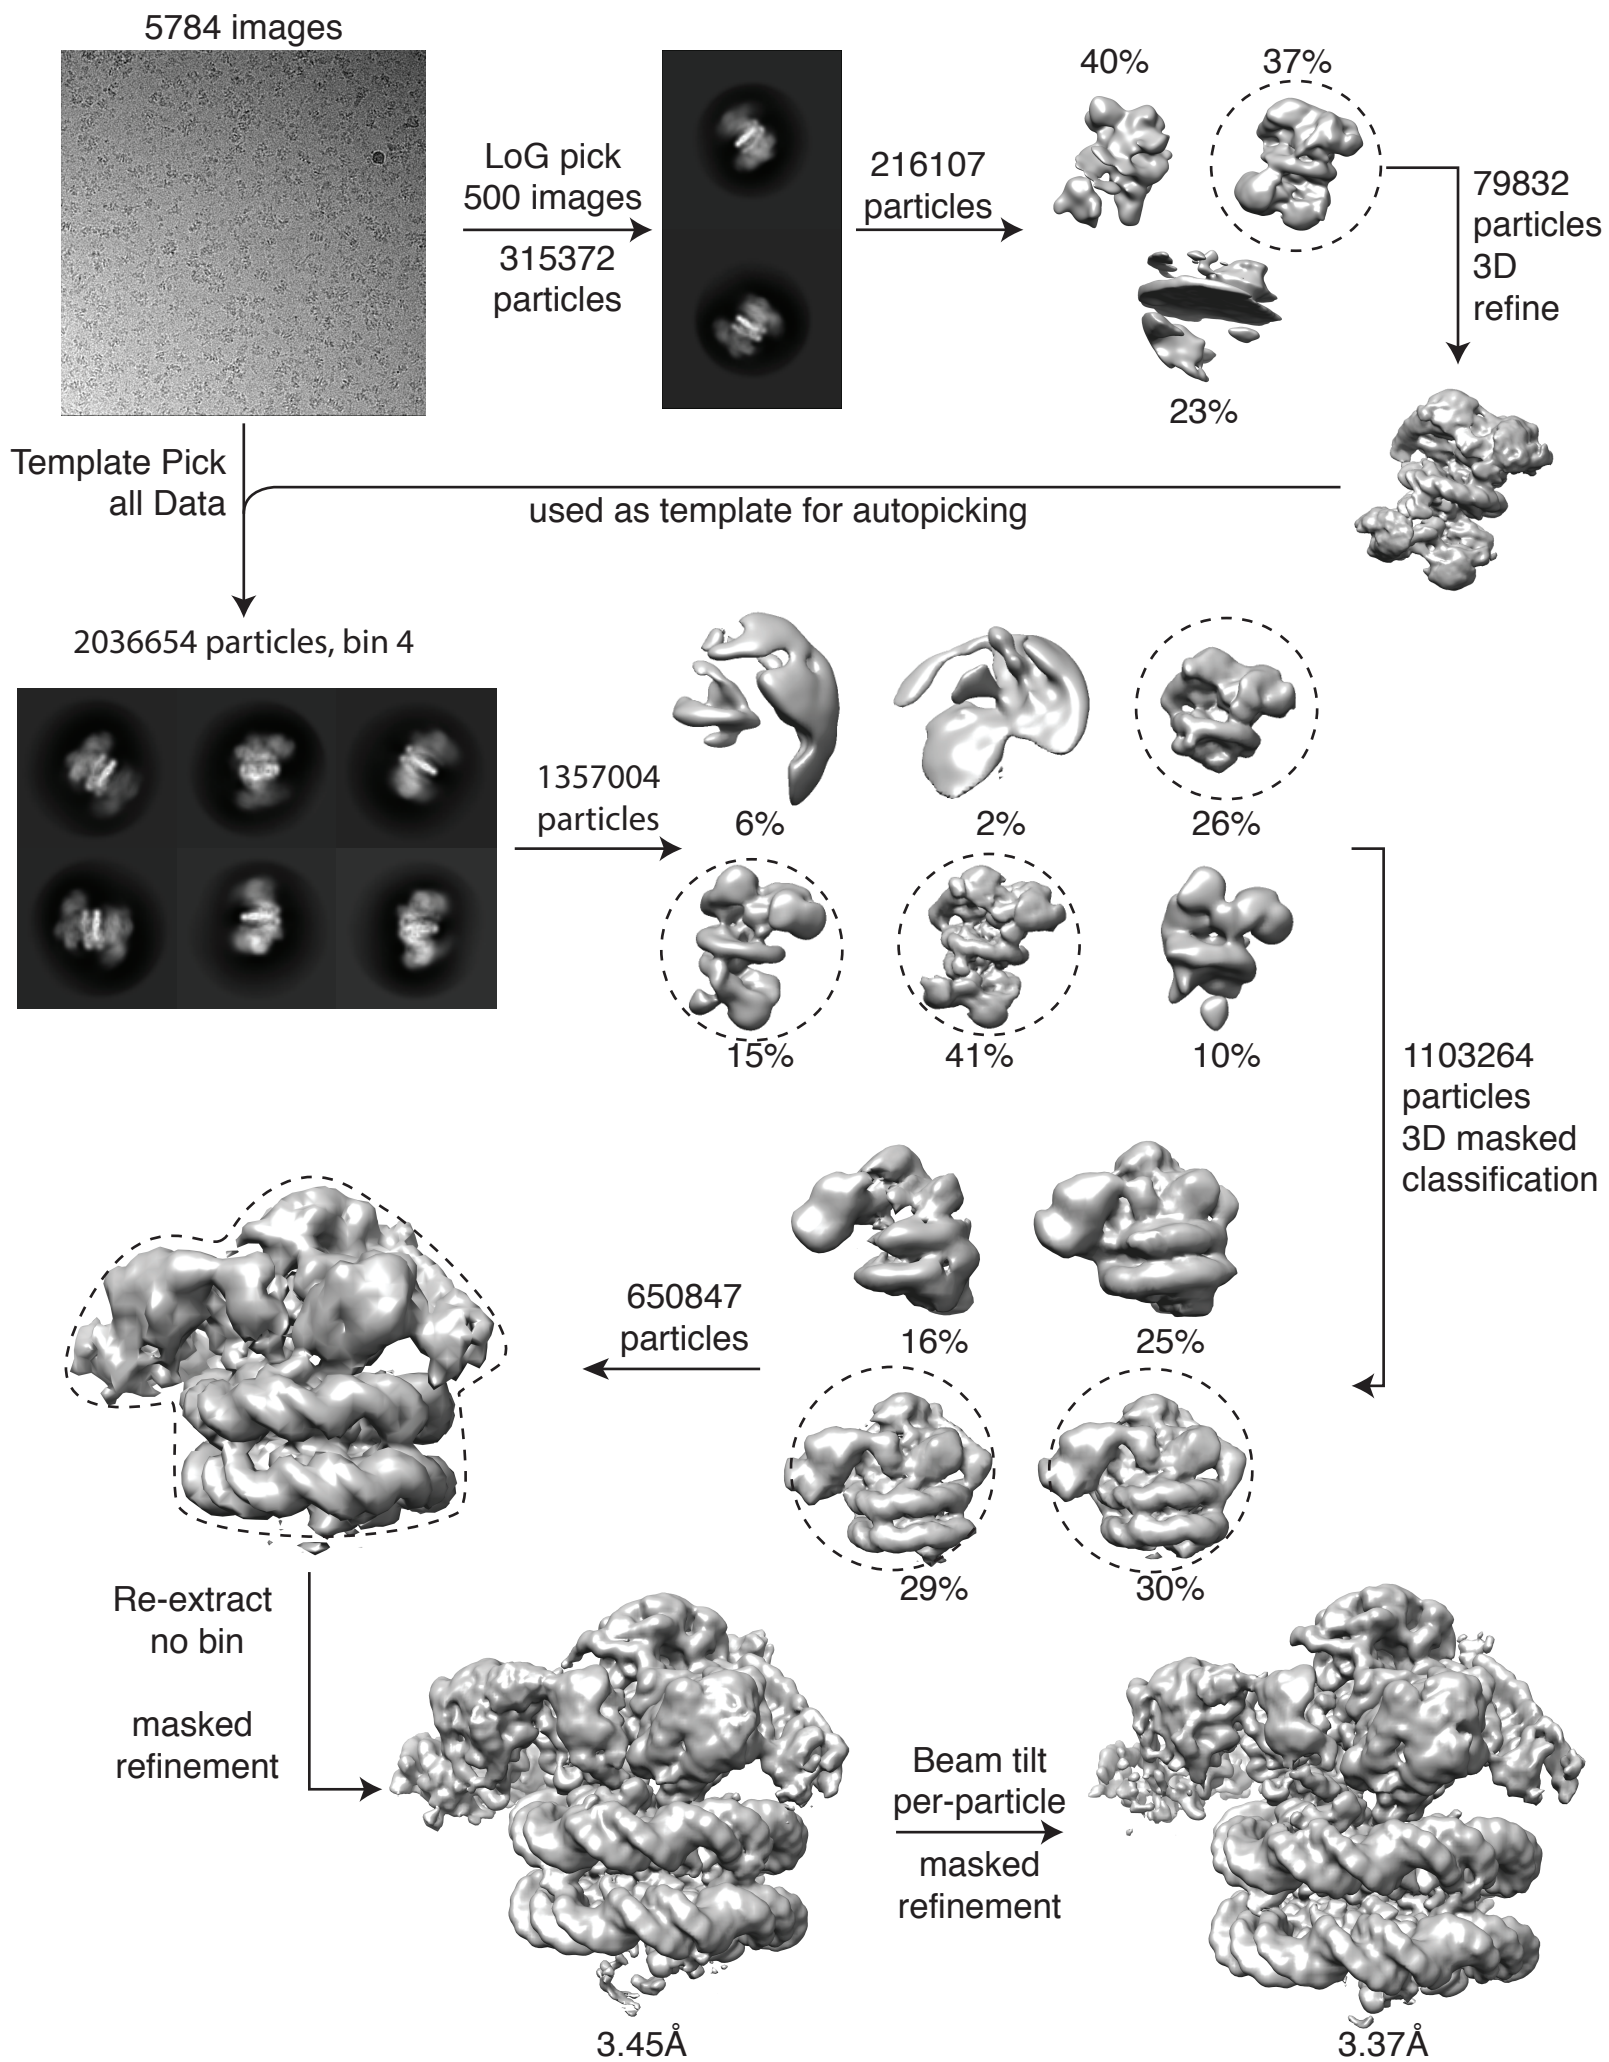 5784 images
LoG pick
500 images
315372
particles
216107
particles
40%
37%
23%
79832
particles
3D
refine
Template Pick
all Data
used as template for autopicking
2036654 particles, bin 4
1357004
particles
6%
2%
26%
15%
41%
10%
1103264
particles
3D masked
classification
16%
25%
29%
30%
650847
particles
Re-extract
no bin
masked
refinement
3.45Å
Beam tilt
per-particle
masked
refinement
3.37Å